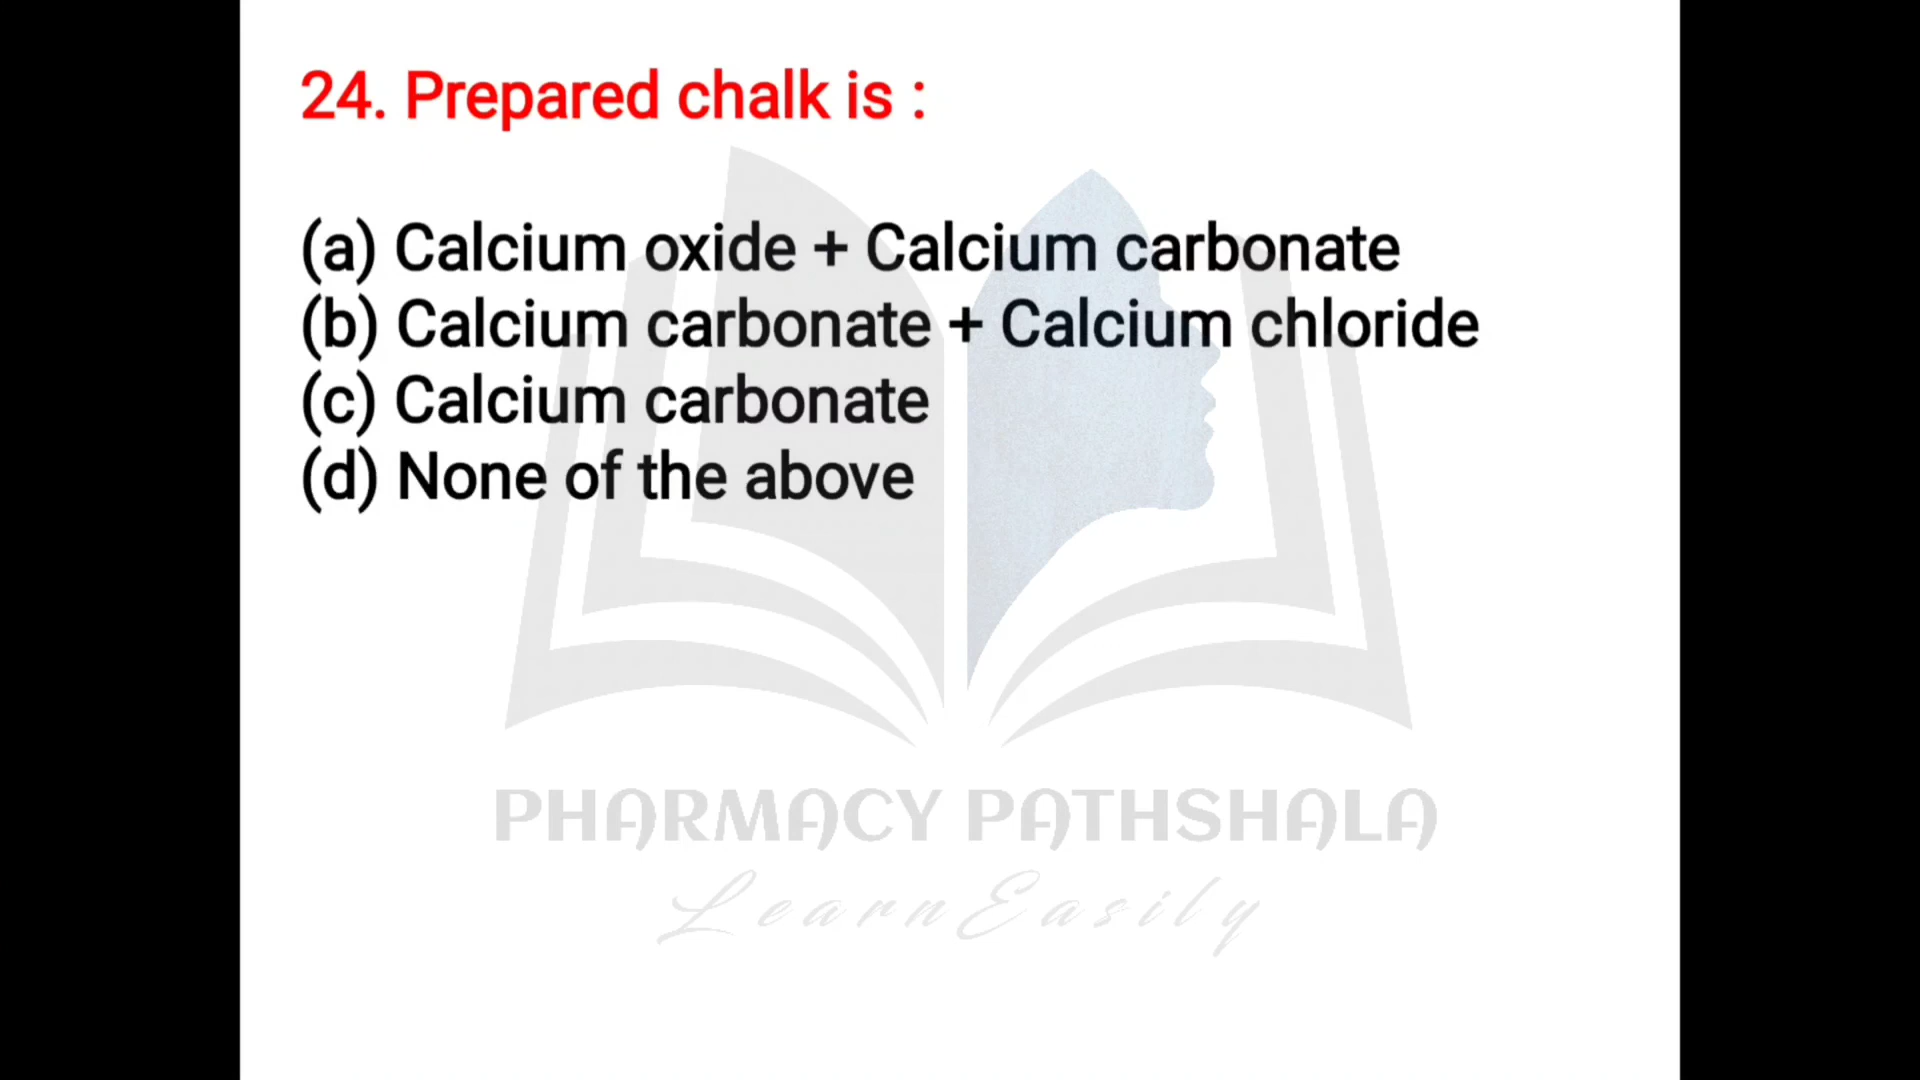 24. Prepared chalk is :
(a) Calcium oxide + Calcium carbonate
(b) Calcium carbonate + Calcium chloride
(c) Calcium carbonate
(d) None of the above
PHARMACY PATHSHALA
Learn Easily